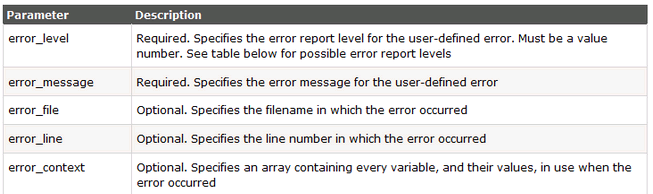 Parameter Description
error_level Required. Specifies the error report level for the user-defined error. Must be a value
number. See table below for possible error report levels
error_message Required. Specifies the error message for the user-defined error
error_file Optional. Specifies the filename in which the error occurred
error_line Optional. Specifies the line number in which the error occurred
error_context Optional. Specifies an array containing every variable, and their values, in use when the
error occurred